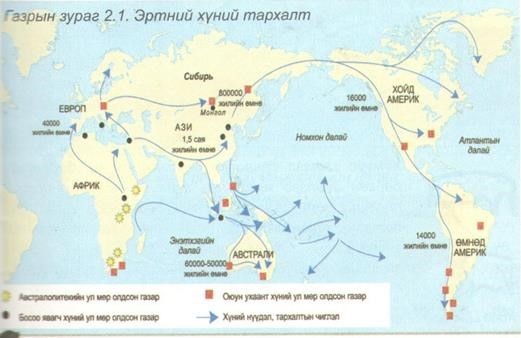 Газрын зураг 2.1. Эртний хүний тархалт
Сибирь
800000
жилийн өмнө
Монгол
ЕВРОП
40000
жилийн өмнө
АЗИ
1,5 сая
жилийн өмнө
АФРИК
ХОЙД
АМЕРИК
16000
жилийн өмнө
Номхон далай
Атлантын
далай
Энэтхэгийн
далай
60000-50000
жилийн өмнө
АВСТРАЛИ
14000
жилийн өмнө
ӨМНӨД
АМЕРИК
Австралопитекийн ул мөр олдсон газар
Оюун ухаант хүний ул мөр олдсон газар
Босоо явагч хүний ул мөр олдсон газар
Хүний нүүдэл, тархалтын чиглэл